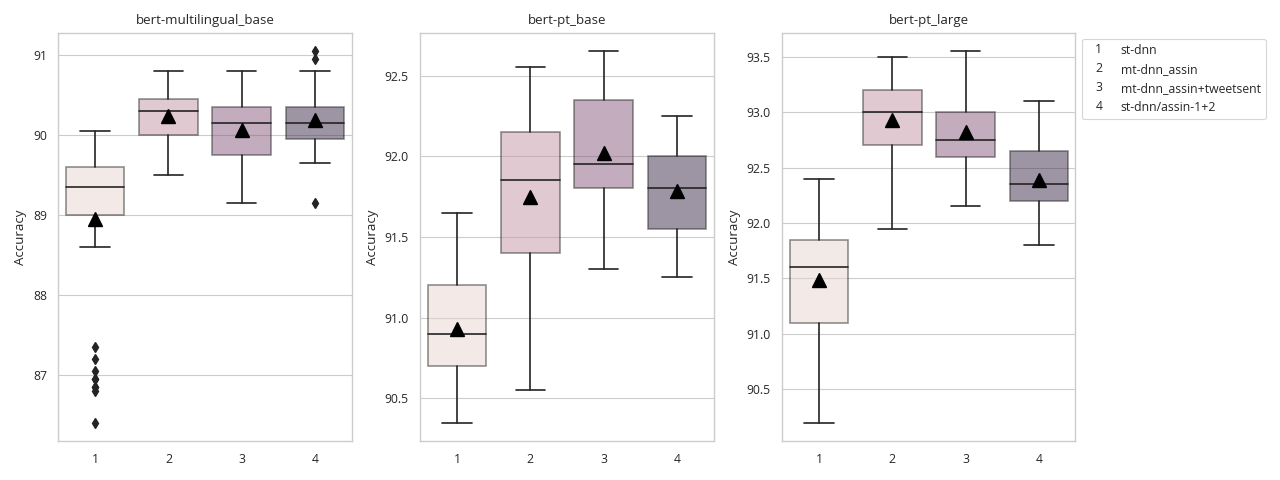 bert-multilingual_base
bert-pt_base
bert-pt_large
1 st-dnn
2 mt-dnn_assin
3 mt-dnn_assin+tweetsent
4 st-dnn/assin-1+2
Accuracy
91
90
89
88
87
1 2 3 4
Accuracy
92.5
92.0
91.5
91.0
90.5
1 2 3 4
Accuracy
93.5
93.0
92.5
92.0
91.5
91.0
90.5
1 2 3 4